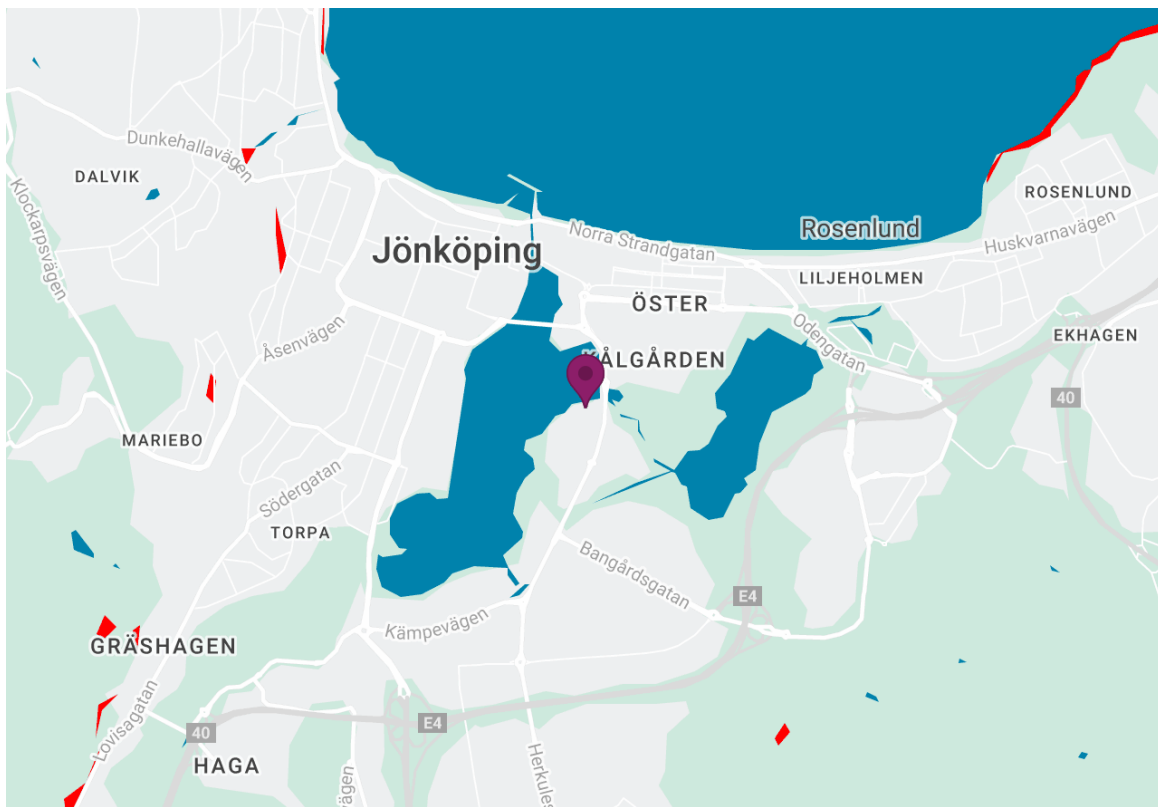 Dunkehallavägen
DALVIK
Klockarpsvägen
ROSENLUND
Rosenlund
Huskvarnavägen
Norra Strandgatan
Jönköping
LILJEHOLMEN
ÖSTER
Odengatan
EKHAGEN
Åsenvägen
KÅLGÅRDEN
40
MARIEBO
Södergatan
TORPA
Bangårdsgatan
E4
Kämpevägen
GRÄSHAGEN
Lovisagatan
E4
40
HAGA
Herkules
vägen